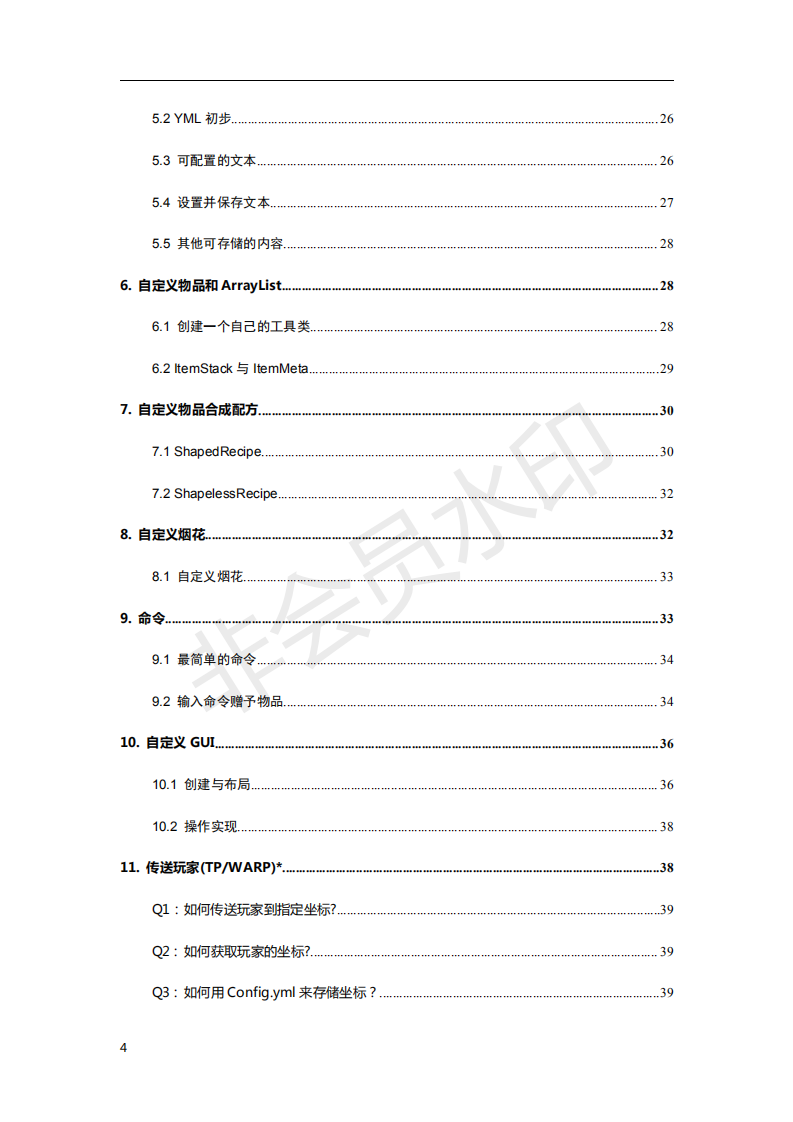 5.2 YML 初步 26
5.3 可配置的文本 26
5.4 设置并保存文本 27
5.5 其他可存储的内容 28
6. 自定义物品和 ArrayList 28
6.1 创建一个自己的工具类 28
6.2 ItemStack 与 ItemMeta 29
7. 自定义物品合成配方 30
7.1 ShapedRecipe 30
7.2 ShapelessRecipe 32
8. 自定义烟花 32
8.1 自定义烟花 33
9. 命令 33
9.1 最简单的命令 34
9.2 输入命令赠予物品 34
10. 自定义 GUI 36
10.1 创建与布局 36
10.2 操作实现 38
11. 传送玩家(TP/WARP)* 38
Q1：如何传送玩家到指定坐标? 39
Q2：如何获取玩家的坐标? 39
Q3：如何用 Config.yml 来存储坐标？ 39
4
非会员水印